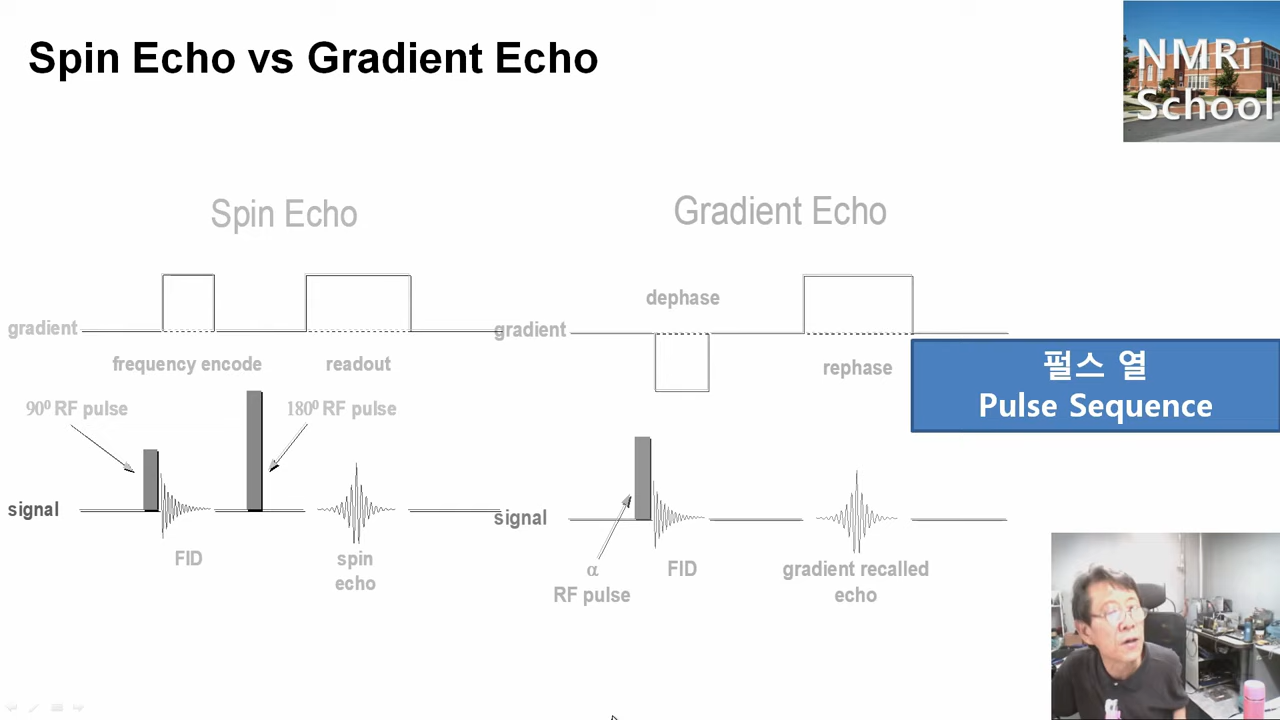 Spin Echo vs Gradient Echo
NMRi
School
Spin Echo
Gradient Echo
gradient
frequency encode
readout
90⁰ RF pulse
180⁰ RF pulse
signal
FID
spin
echo
gradient
dephase
rephase
signal
α
RF pulse
FID
gradient recalled
echo
펄스 열
Pulse Sequence